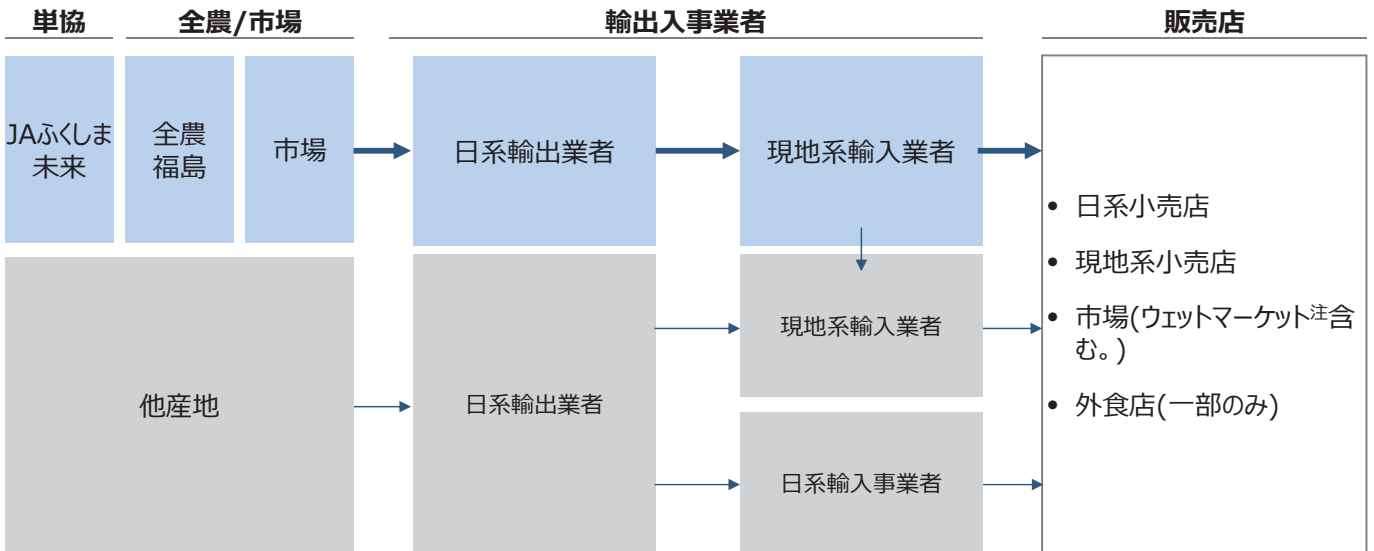 単協
全農/市場
輸出入事業者
販売店
JAふくしま
未来
全農
福島
市場
日系輸出業者
現地系輸入業者
他産地
日系輸出業者
現地系輸入業者
日系輸入事業者
• 日系小売店
• 現地系小売店
• 市場(ウェットマーケット注含
む。)
• 外食店(一部のみ)